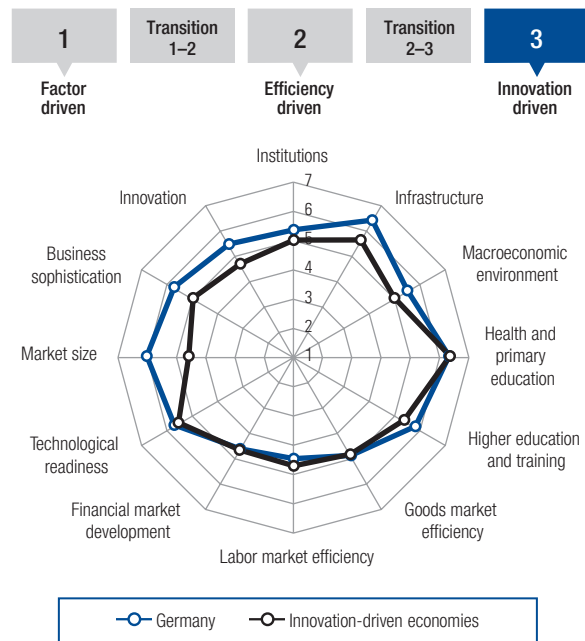 1
Transition
1–2
2
Transition
2–3
3
Factor
driven
Efficiency
driven
Innovation
driven
Institutions
7
Innovation
6
Infrastructure
5
Business
sophistication
4
Macroeconomic
environment
3
2
Market size
1
Health and
primary
education
Technological
readiness
Higher education
and training
Financial market
development
Goods market
efficiency
Labor market efficiency
Germany
Innovation-driven economies